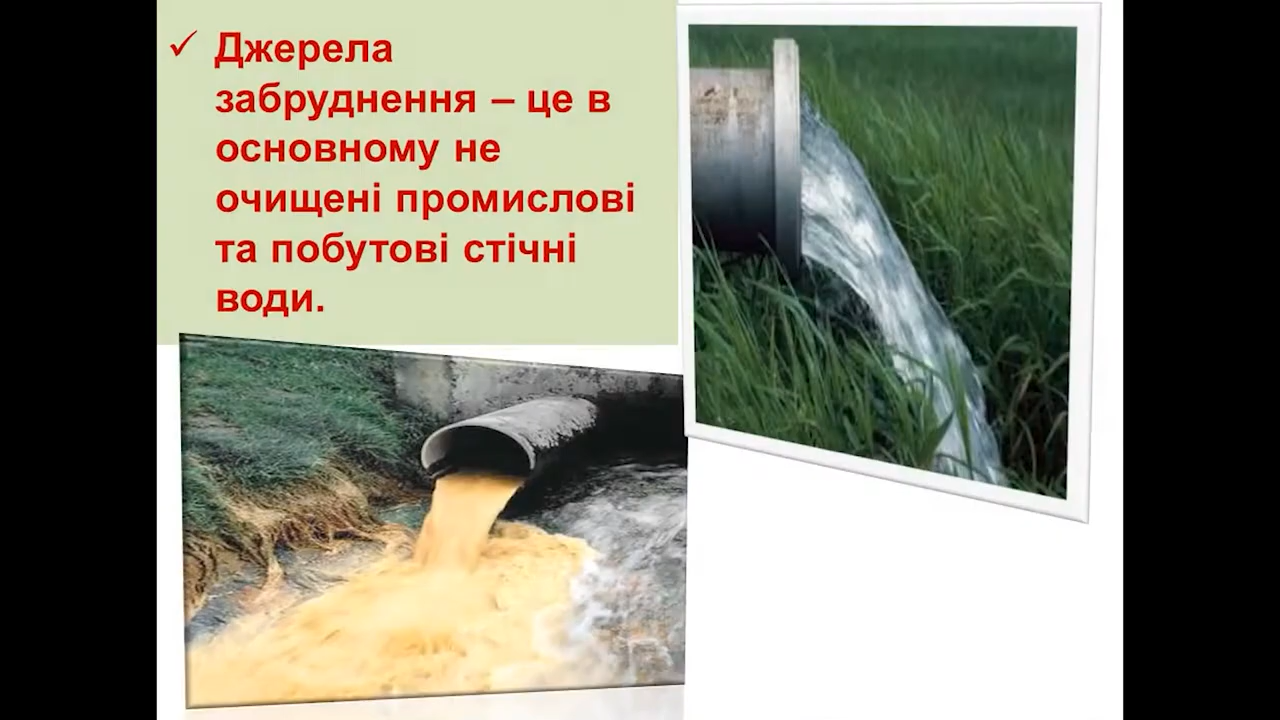 Джерела
забруднення – це в
основному не
очищені промислові
та побутові стічні
води.